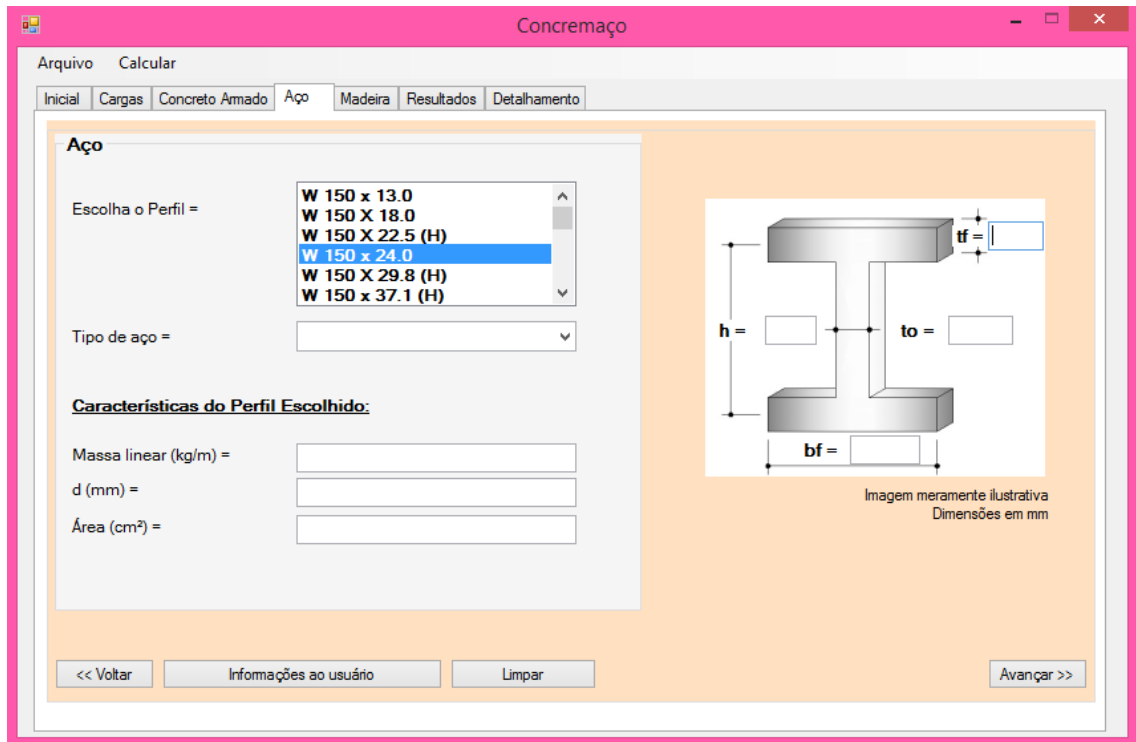 Concremaço
Arquivo Calcular
Inicial Cargas Concreto Armado Aço Madeira Resultados Detalhamento
Aço
Escolha o Perfil =
W 150 x 13.0
W 150 X 18.0
W 150 X 22.5 (H)
W 150 x 24.0
W 150 X 29.8 (H)
W 150 x 37.1 (H)
Tipo de aço =
Características do Perfil Escolhido:
Massa linear (kg/m) =
d (mm) =
Área (cm²) =
tf =
h =
to =
bf =
Imagem meramente ilustrativa
Dimensões em mm
<< Voltar
Informações ao usuário
Limpar
Avançar >>